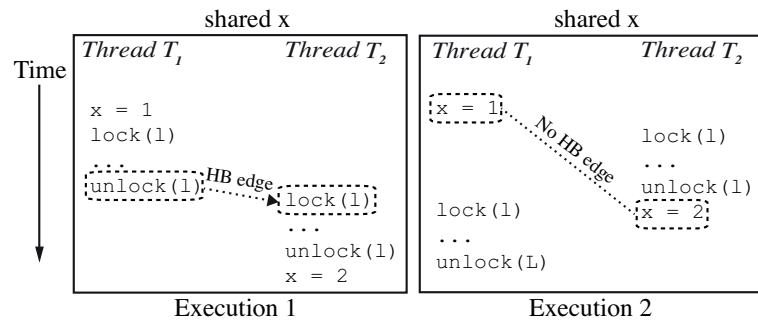 shared x
Thread T1
Thread T2
Time
x = 1
lock(l)
...
unlock(l)
HB edge
lock(l)
...
unlock(l)
x = 2
Execution 1
shared x
Thread T1
Thread T2
x = 1
No HB edge
lock(l)
...
unlock(l)
x = 2
lock(l)
...
unlock(L)
Execution 2